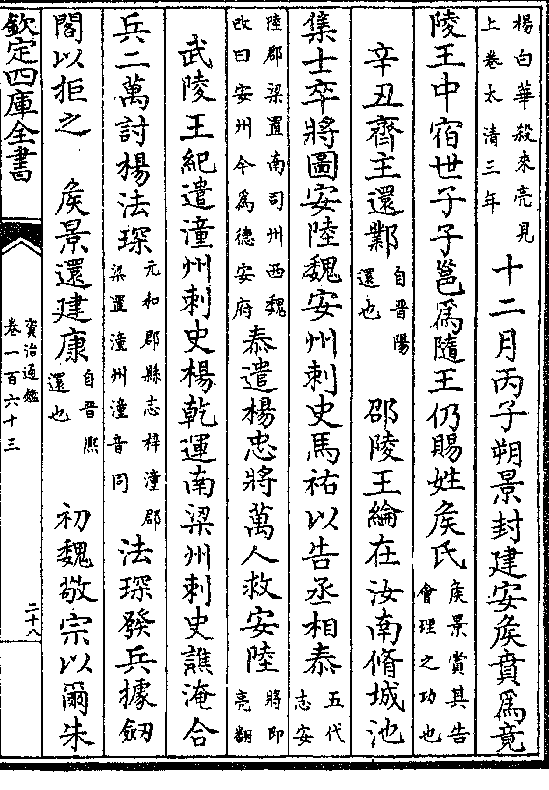 楊白華殺來亮見上卷太清三年 十二月丙子朔景封建安矦賁爲竟
陵王中宿世子子邕爲隨王仍賜姓矦氏 矦景賞其告會理之功也
辛丑齊主還鄴 自晉陽還也 邵陵王綸在汝南脩城池
集士卒將圖安陸魏安州刺史馬祐以告丞相泰 五代志安
陸郡梁置南司州西魏改曰安州今爲德安府 泰遣楊忠將萬人救安陸 將即亮翻
武陵王紀遣潼州刺史楊乾運南梁州刺史譙淹合
兵二萬討楊法琛 元和郡縣志梓潼郡梁置潼州潼音同 法琛發兵據劒
閣以拒之 矦景還建康 自晉熙還也 初魏敬宗以爾朱
欽定四庫全書
資治通鑑
卷一百六十三
二十八